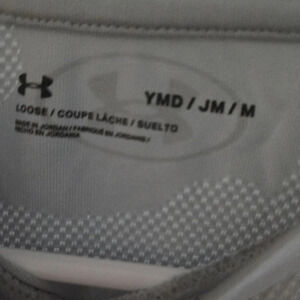 YMD / JM / M
LOOSE / COUPE LÂCHE / SUELTO
MADE IN JORDAN / FABRIQUÉ EN JORDANIE /
HECHO EN JORDANIA